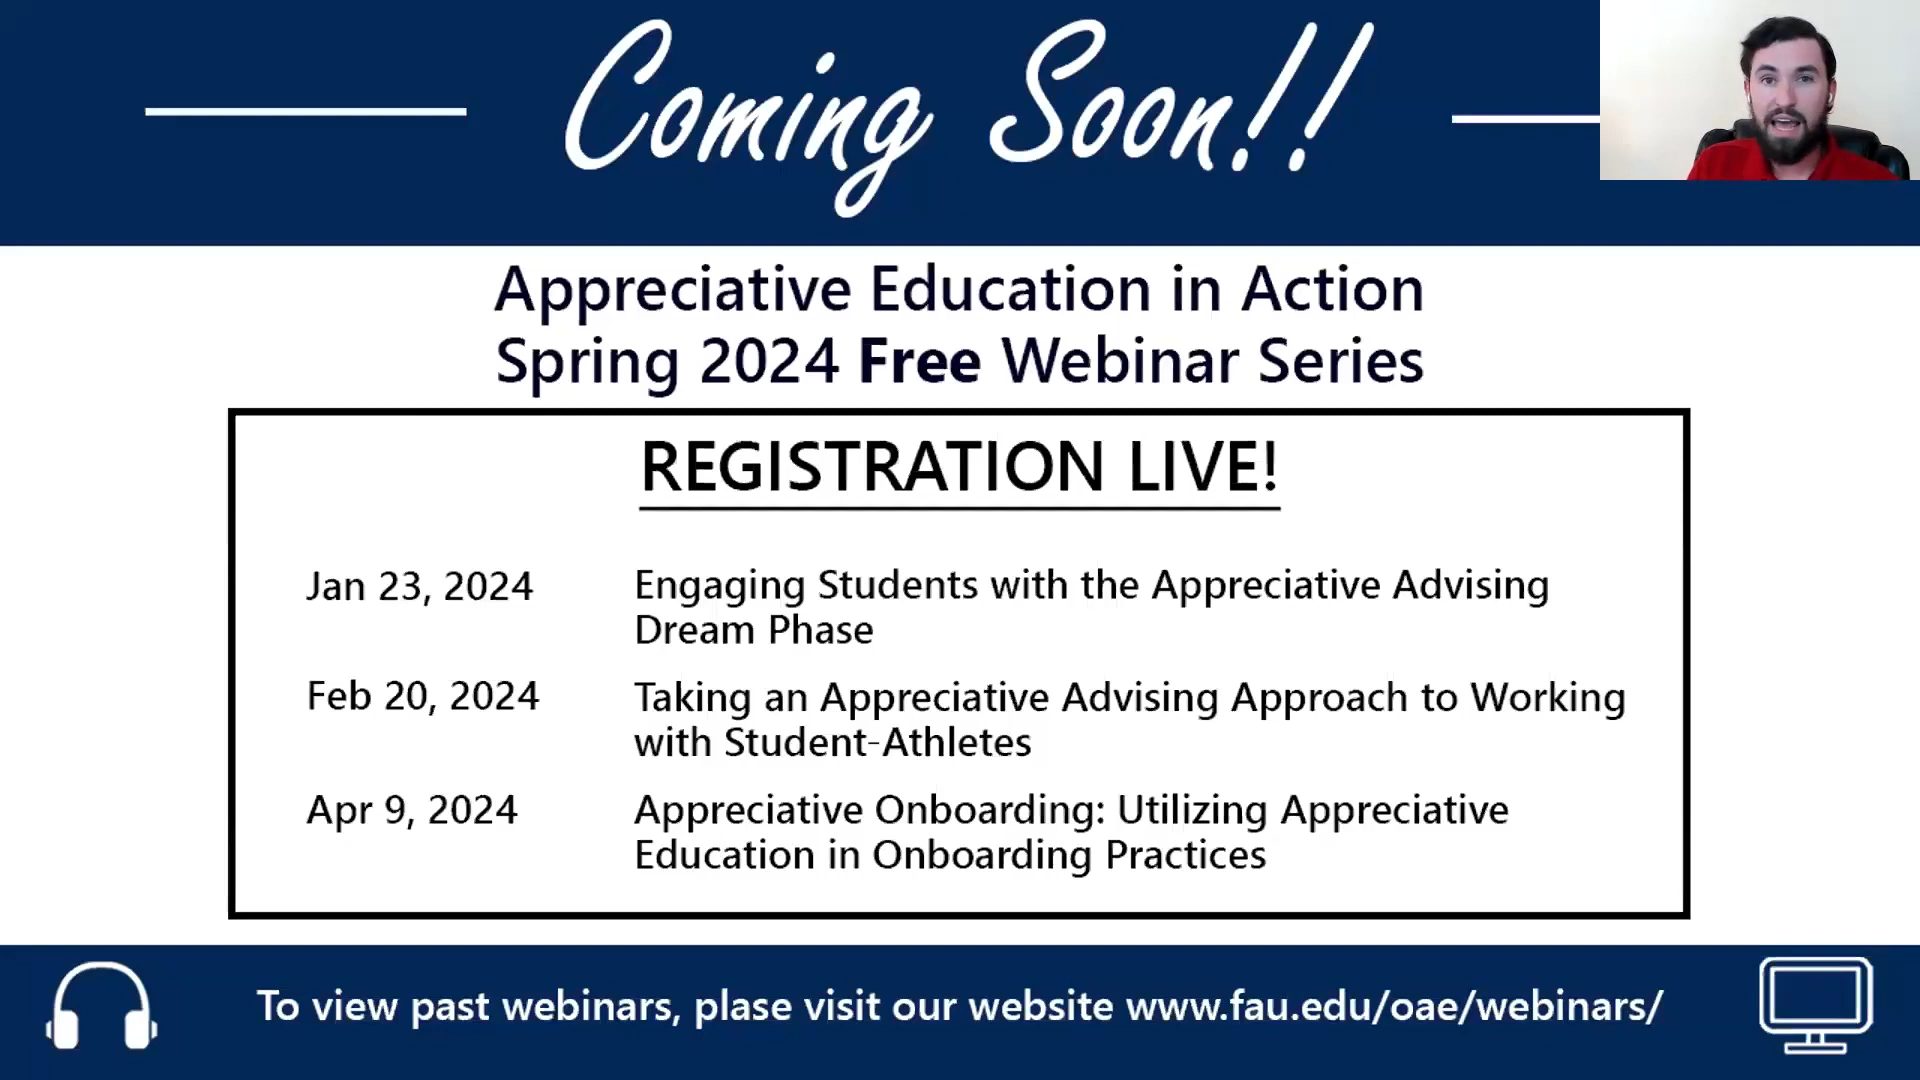 Coming Soon!!
Appreciative Education in Action
Spring 2024 Free Webinar Series
REGISTRATION LIVE!
Jan 23, 2024
Engaging Students with the Appreciative Advising
Dream Phase
Feb 20, 2024
Taking an Appreciative Advising Approach to Working
with Student-Athletes
Apr 9, 2024
Appreciative Onboarding: Utilizing Appreciative
Education in Onboarding Practices
To view past webinars, plase visit our website www.fau.edu/oae/webinars/